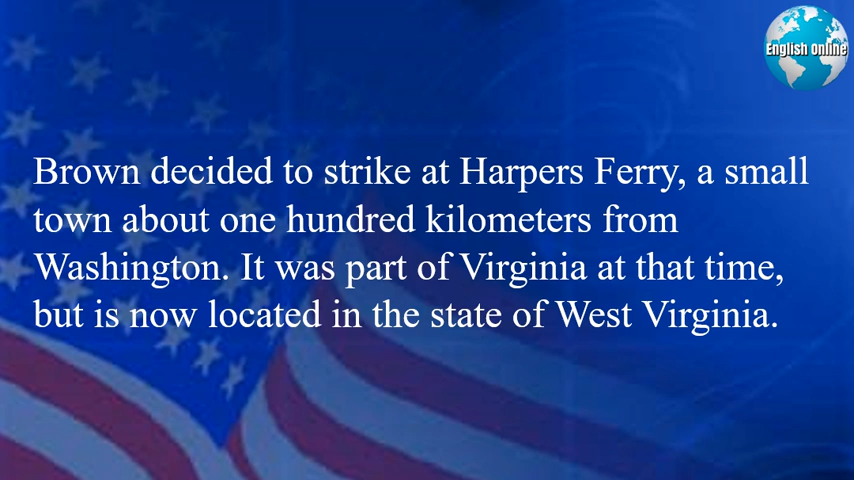 English Online
Brown decided to strike at Harpers Ferry, a small
town about one hundred kilometers from
Washington. It was part of Virginia at that time,
but is now located in the state of West Virginia.